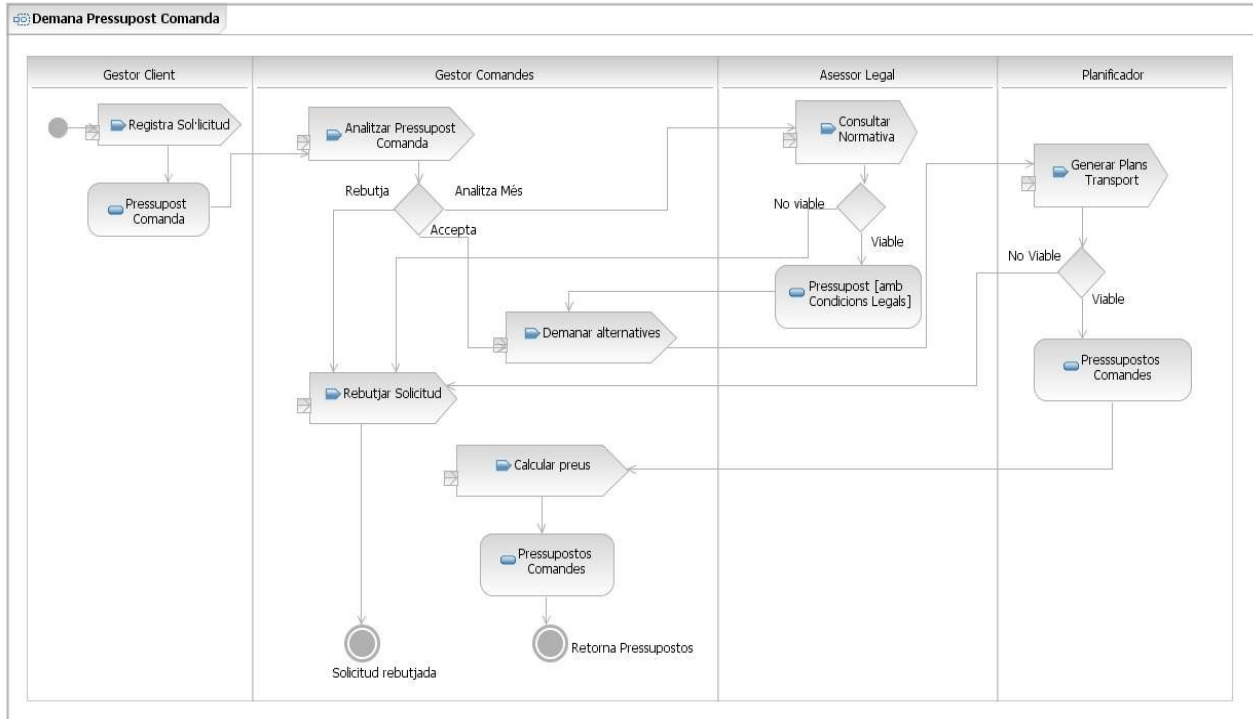 Demana Pressupost Comanda
Gestor Client
Gestor Comandes
Asessor Legal
Planificador
Registra Sol·licitud
Pressupost
Comanda
Analitzar Pressupost
Comanda
Rebutja
Analitza Més
Accepta
Consultar
Normativa
No viable
Viable
Pressupost [amb
Condicions Legals]
Generar Plans
Transport
No Viable
Viable
Presssupostos
Comandes
Demanar alternatives
Rebutjar Solicitud
Calcular preus
Pressupostos
Comandes
Retorna Pressupostos
Solicitud rebutjada